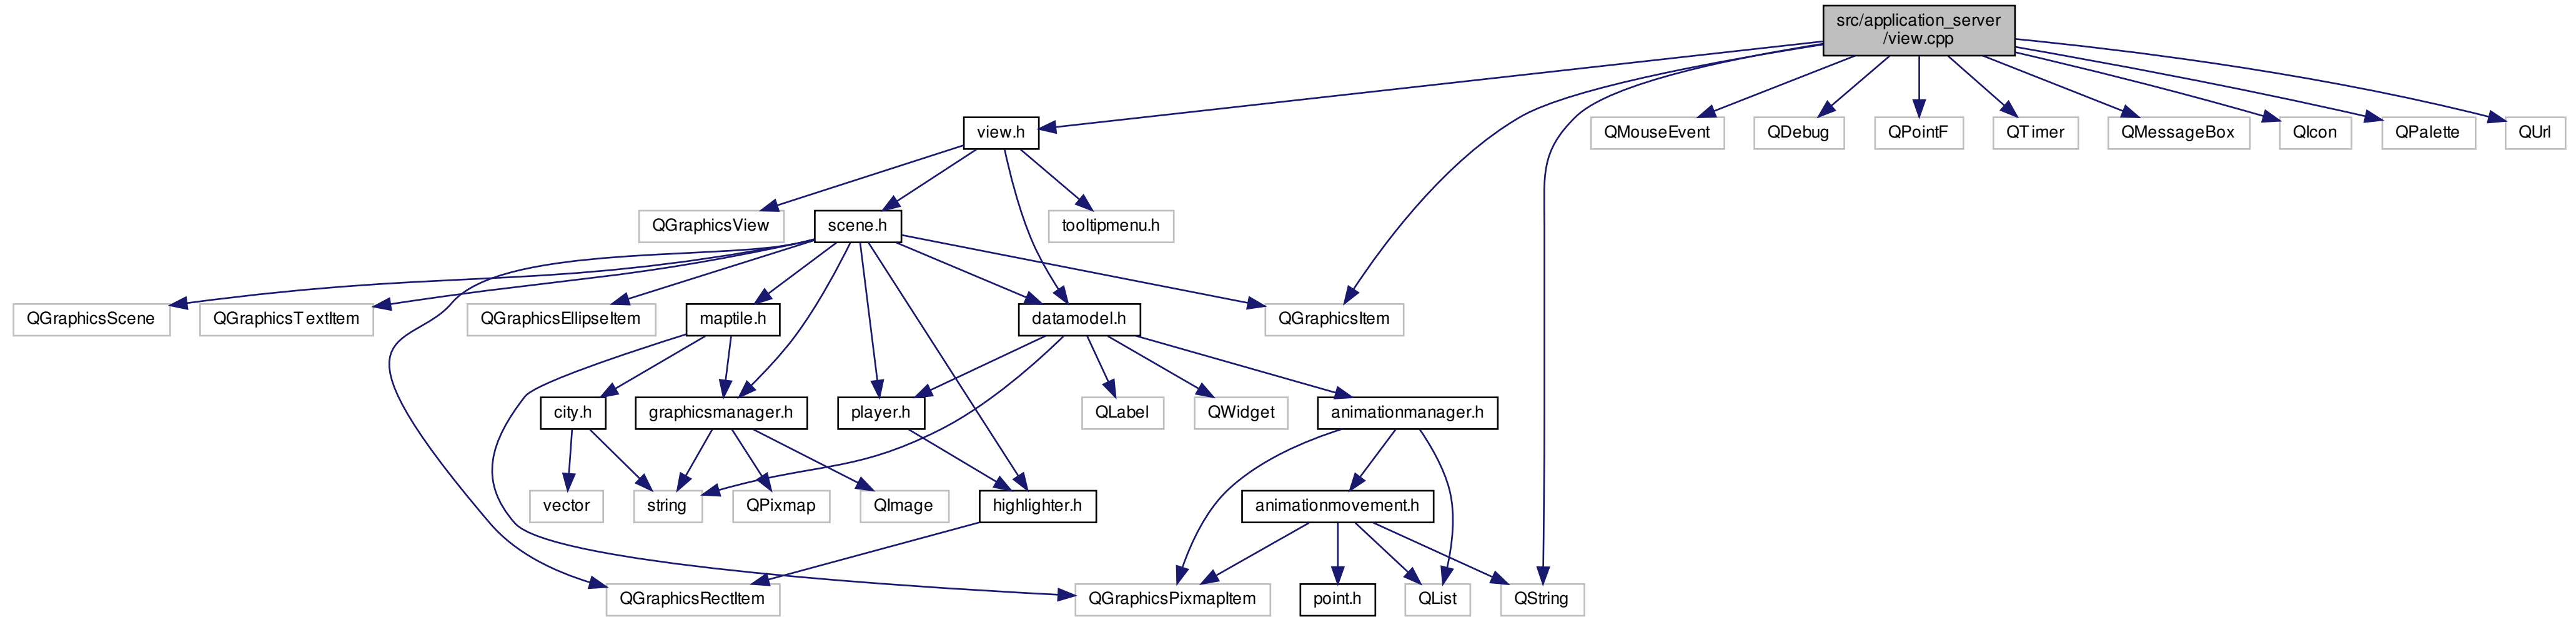 src/application_server
/view.cpp
view.h
QMouseEvent
QDebug
QPointF
QTimer
QMessageBox
QIcon
QPalette
QUrl
QGraphicsView
scene.h
tooltipmenu.h
QGraphicsScene
QGraphicsTextItem
QGraphicsEllipseItem
maptile.h
datamodel.h
QGraphicsItem
city.h
graphicsmanager.h
player.h
QLabel
QWidget
animationmanager.h
vector
string
QPixmap
QImage
highlighter.h
animationmovement.h
QGraphicsRectItem
QGraphicsPixmapItem
point.h
QList
QString